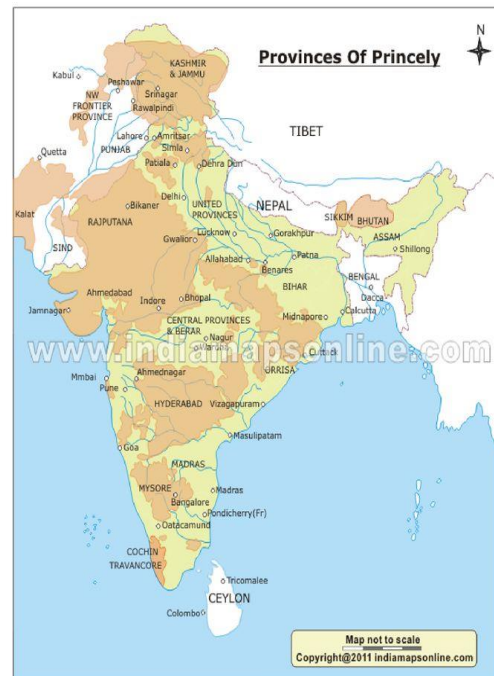 Provinces Of Princely
N
KASHMIR
& JAMMU
Kabul
Peshawar
Srinagar
NW
FRONTIER
PROVINCE
Rawalpindi
TIBET
Lahore
Amritsar
Simla
PUNJAB
Quetta
Patiala
Dehra Dun
Delhi
NEPAL
Kalat
Bikaner
UNITED
PROVINCES
SIKKIM
BHUTAN
RAJPUTANA
ASSAM
Lucknow
Gorakhpur
SIND
Gwalior
Shillong
Allahabad
Patna
Benares
BENGAL
BIHAR
Ahmedabad
Bhopal
Dacca
Indore
Jamnagar
Midnapore
Calcutta
CENTRAL PROVINCES
& BERAR
Nagur
www.indiamapsonline.com
Wardha
Cuttack
Mmbai
Ahmednagar
ORRISA
Pune
HYDERABAD
Vizagapuram
Masulipatam
Goa
MADRAS
MYSORE
Madras
Bangalore
Pondicherry(Fr)
Oatacamund
COCHIN
TRAVANCORE
Tricomalee
CEYLON
Colombo
Map not to scale
Copyright@2011 indiamapsonline.com